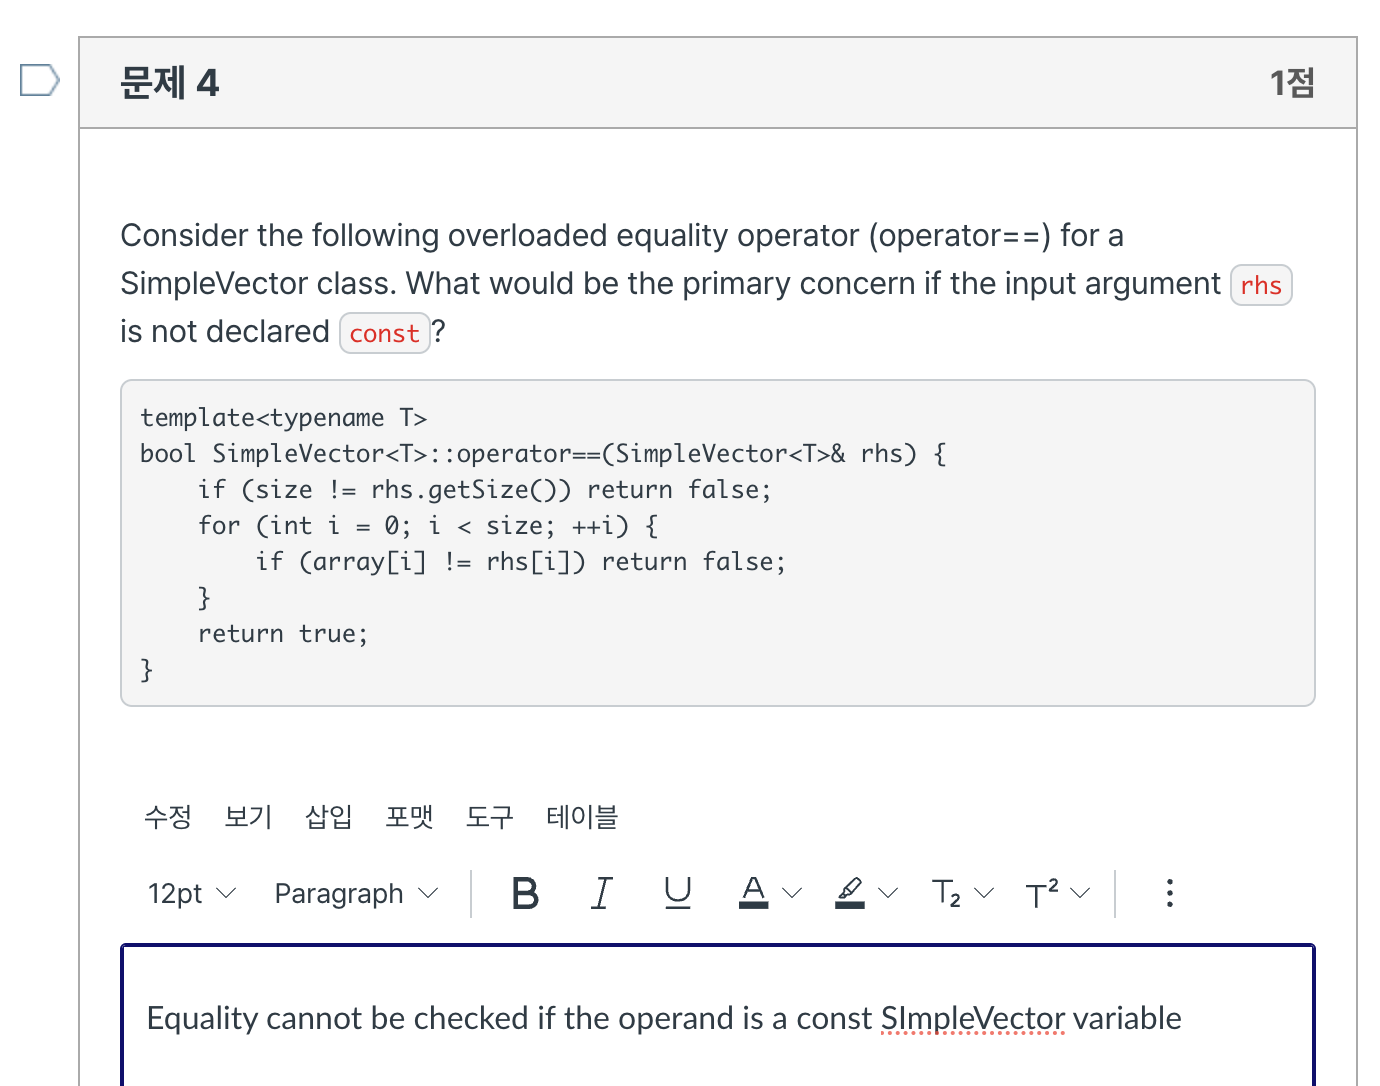 문제 4
1점
Consider the following overloaded equality operator (operator==) for a
SimpleVector class. What would be the primary concern if the input argument rhs
is not declared const?
template<typename T>
bool SimpleVector<T>::operator==(SimpleVector<T>& rhs) {
    if (size != rhs.getSize()) return false;
    for (int i = 0; i < size; ++i) {
        if (array[i] != rhs[i]) return false;
    }
    return true;
}
수정 보기 삽입 포맷 도구 테이블
12pt Paragraph B I U A T₂ T²
Equality cannot be checked if the operand is a const SImpleVector variable